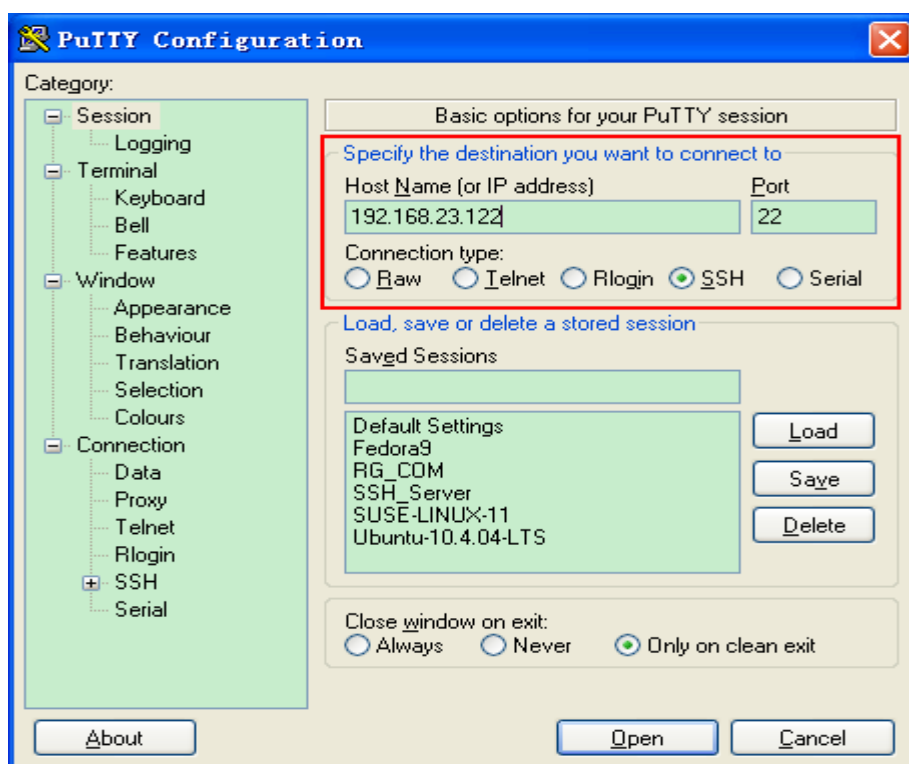 PuTTY Configuration
Category:
Session
Logging
Terminal
Keyboard
Bell
Features
Window
Appearance
Behaviour
Translation
Selection
Colours
Connection
Data
Proxy
Telnet
Rlogin
SSH
Serial
Basic options for your PuTTY session
Specify the destination you want to connect to
Host Name (or IP address) Port
192.168.23.122 22
Connection type:
Raw Telnet Rlogin SSH Serial
Load, save or delete a stored session
Saved Sessions
Default Settings
Fedora9
RG_COM
SSH_Server
SUSE-LINUX-11
Ubuntu-10.4.04-LTS
Load
Save
Delete
Close window on exit:
Always Never Only on clean exit
About Open Cancel